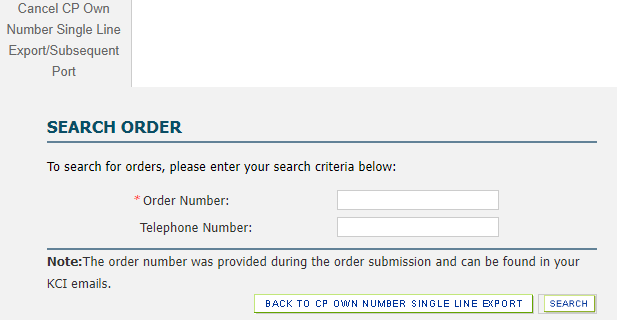 Cancel CP Own
Number Single Line
Export/Subsequent
Port
SEARCH ORDER
To search for orders, please enter your search criteria below:
* Order Number:
Telephone Number:
Note:The order number was provided during the order submission and can be found in your
KCI emails.
BACK TO CP OWN NUMBER SINGLE LINE EXPORT SEARCH